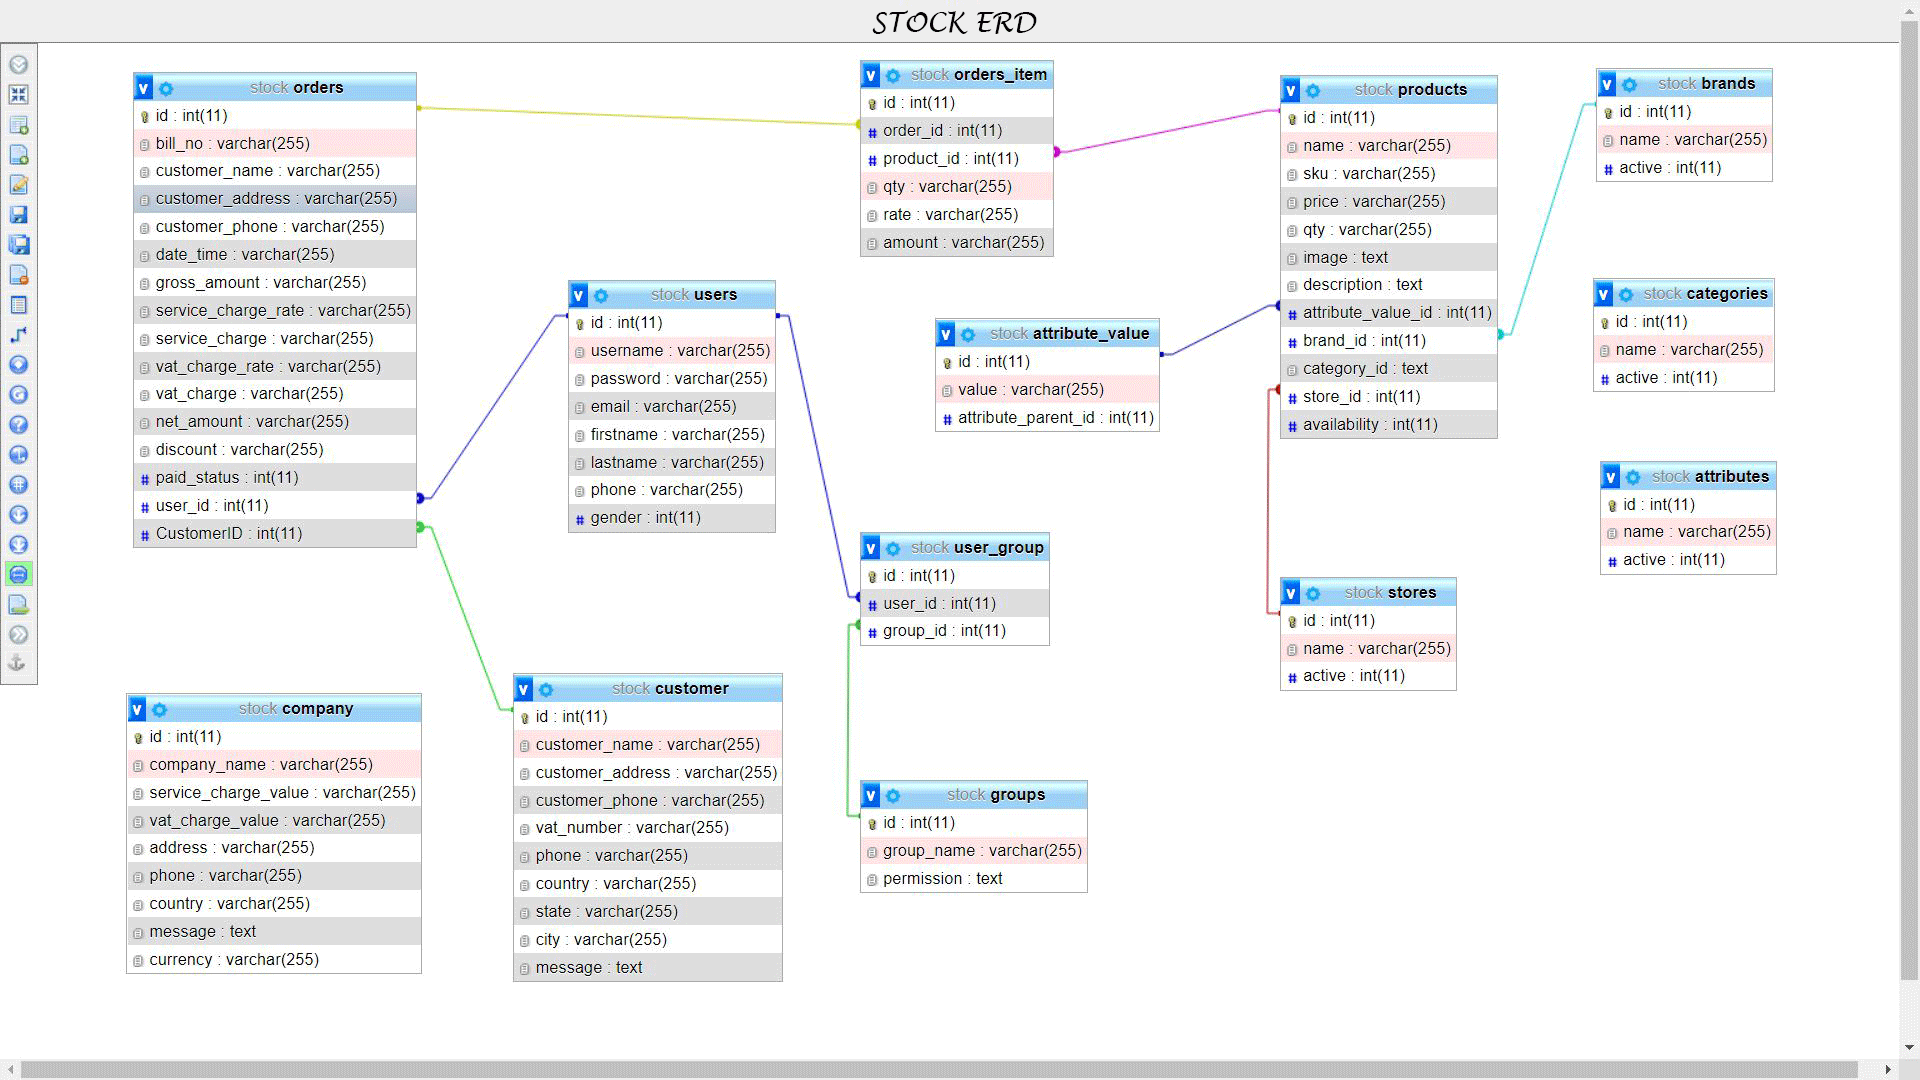 STOCK ERD
stock orders
id : int(11)
bill_no : varchar(255)
customer_name : varchar(255)
customer_address : varchar(255)
customer_phone : varchar(255)
date_time : varchar(255)
gross_amount : varchar(255)
service_charge_rate : varchar(255)
service_charge : varchar(255)
vat_charge_rate : varchar(255)
vat_charge : varchar(255)
net_amount : varchar(255)
discount : varchar(255)
paid_status : int(11)
user_id : int(11)
CustomerID : int(11)
stock orders_item
id : int(11)
order_id : int(11)
product_id : int(11)
qty : varchar(255)
rate : varchar(255)
amount : varchar(255)
stock products
id : int(11)
name : varchar(255)
sku : varchar(255)
price : varchar(255)
qty : varchar(255)
image : text
description : text
attribute_value_id : int(11)
brand_id : int(11)
category_id : text
store_id : int(11)
availability : int(11)
stock brands
id : int(11)
name : varchar(255)
active : int(11)
stock users
id : int(11)
username : varchar(255)
password : varchar(255)
email : varchar(255)
firstname : varchar(255)
lastname : varchar(255)
phone : varchar(255)
gender : int(11)
stock attribute_value
id : int(11)
value : varchar(255)
attribute_parent_id : int(11)
stock categories
id : int(11)
name : varchar(255)
active : int(11)
stock attributes
id : int(11)
name : varchar(255)
active : int(11)
stock user_group
id : int(11)
user_id : int(11)
group_id : int(11)
stock stores
id : int(11)
name : varchar(255)
active : int(11)
stock company
id : int(11)
company_name : varchar(255)
service_charge_value : varchar(255)
vat_charge_value : varchar(255)
address : varchar(255)
phone : varchar(255)
country : varchar(255)
message : text
currency : varchar(255)
stock customer
id : int(11)
customer_name : varchar(255)
customer_address : varchar(255)
customer_phone : varchar(255)
vat_number : varchar(255)
phone : varchar(255)
country : varchar(255)
state : varchar(255)
city : varchar(255)
message : text
stock groups
id : int(11)
group_name : varchar(255)
permission : text